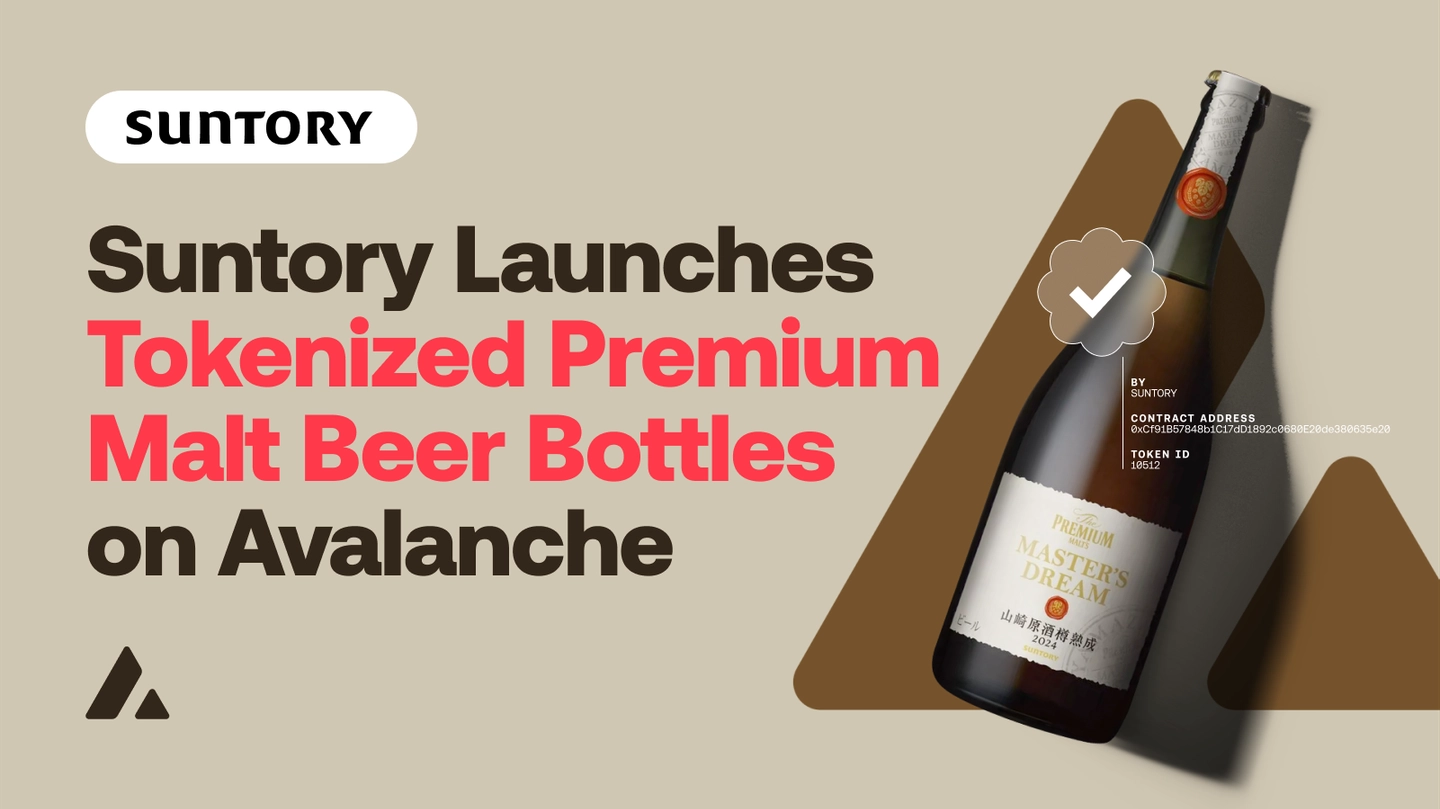 SUNTORY
Suntory Launches
Tokenized Premium
Malt Beer Bottles
on Avalanche
BY
SUNTORY
CONTRACT ADDRESS
0xCf91B57848b1C17dD1892c0680E20de380635e20
TOKEN ID
10512
The
PREMIUM
MALT'S
MASTER'S
DREAM
山崎原酒樽熟成
2024
SUNTORY
ビール